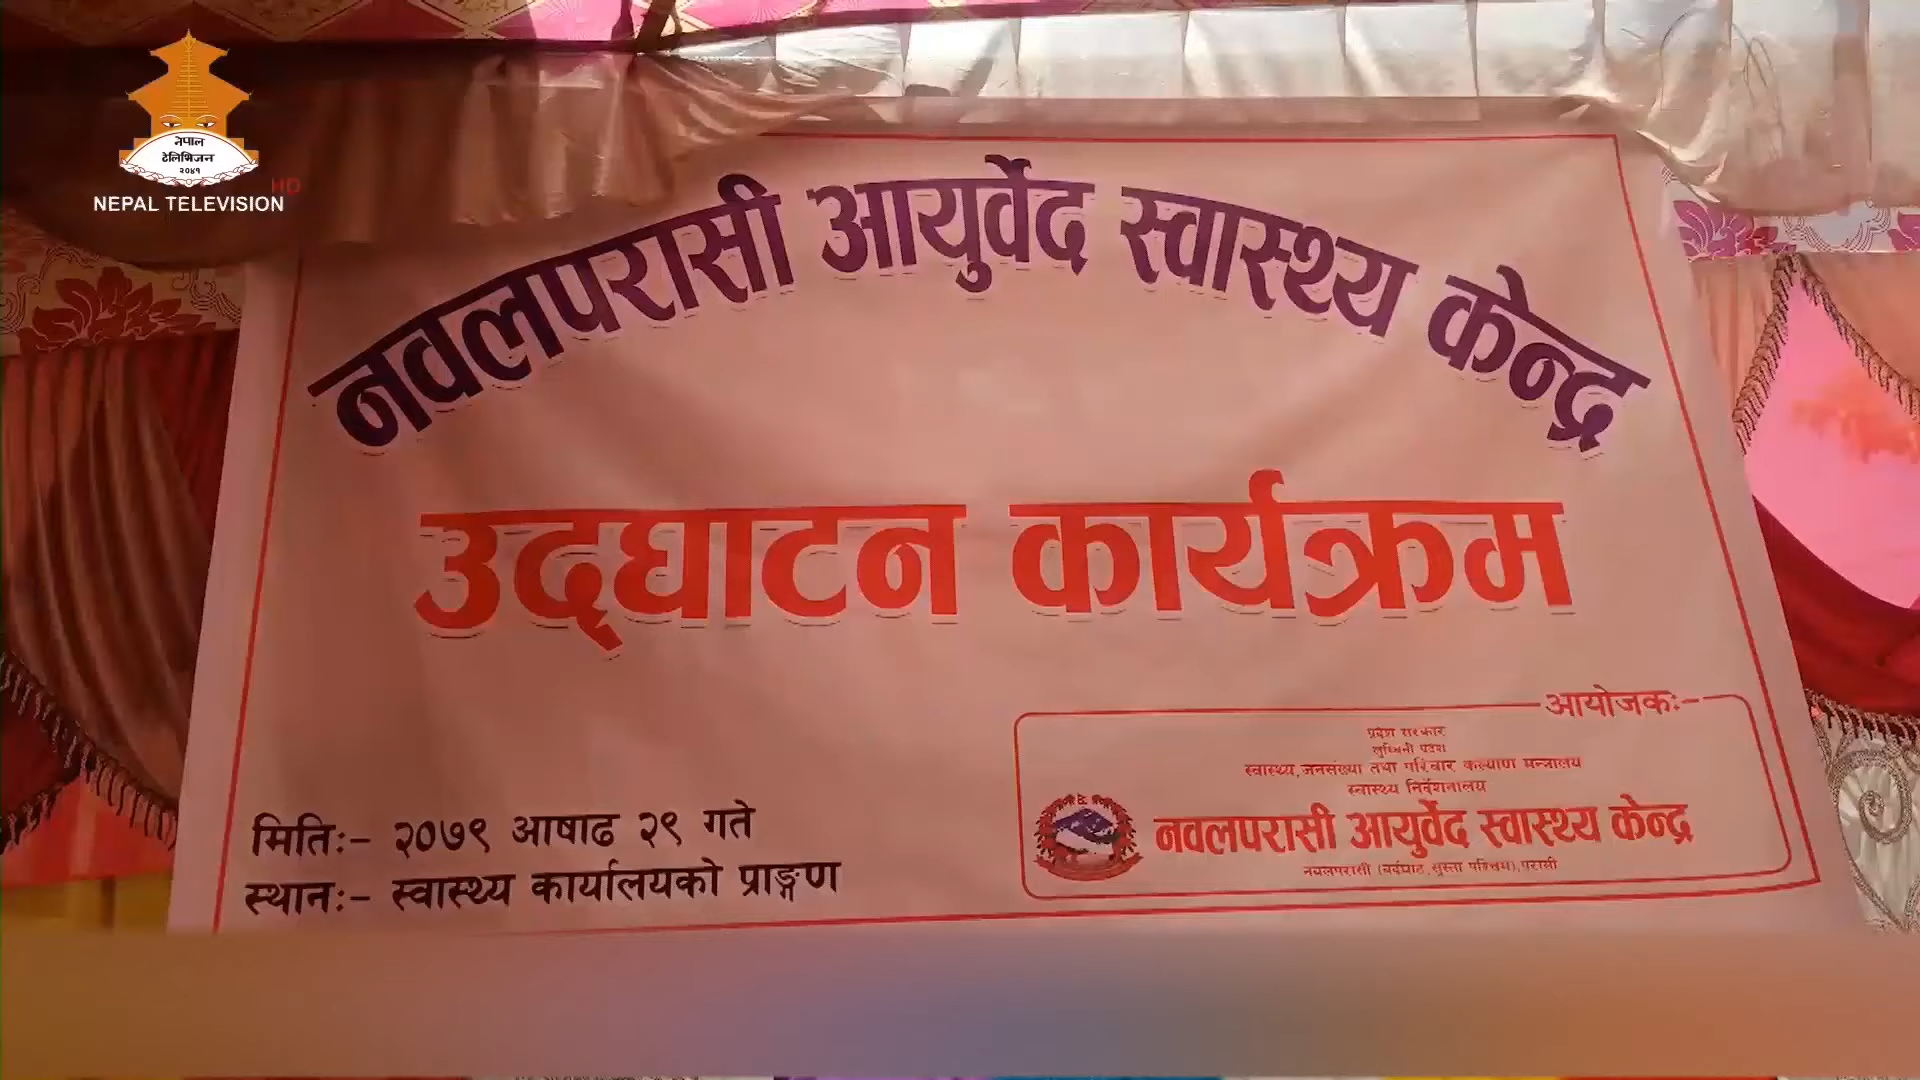 नेपाल
टेलिभिजन
२०४१
HD
NEPAL TELEVISION
नवलपरासी आयुर्वेद स्वास्थ्य केन्द्र
उद्घाटन कार्यक्रम
मितिः- २०७९ आषाढ २९ गते
स्थानः- स्वास्थ्य कार्यालयको प्राङ्गण
आयोजकः-
प्रदेश सरकार
लुम्बिनी प्रदेश
स्वास्थ्य,जनसंख्या तथा परिवार कल्याण मन्त्रालय
स्वास्थ्य निर्देशनालय
नवलपरासी आयुर्वेद स्वास्थ्य केन्द्र
नवलपरासी (बर्दघाट,सुस्ता पश्चिम),परासी